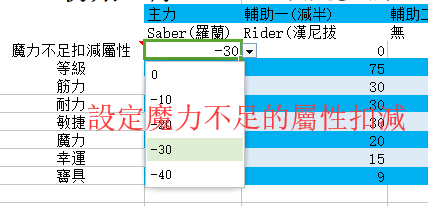 主力 輔助一(減半) 輔助二
Saber(羅蘭) Rider(漢尼拔 無
魔力不足扣減屬性 -30 0
等級 0 75
筋力 -10 30
耐力 30
設定魔力不足的屬性扣減
敏捷 -20 30
魔力 -30 20
幸運 15
寶具 -40 9